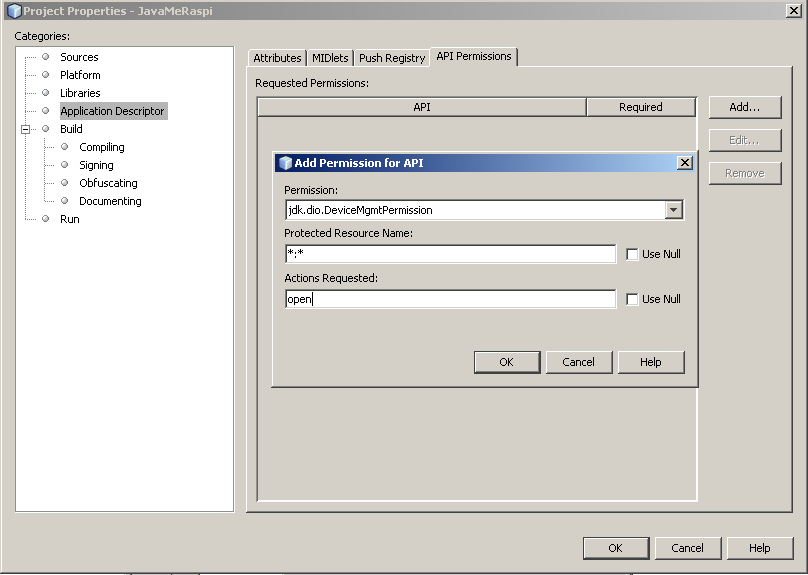 Project Properties - JavaMeRaspi
Categories:
Sources
Platform
Libraries
Application Descriptor
Build
Compiling
Signing
Obfuscating
Documenting
Run
Attributes MIDlets Push Registry API Permissions
Requested Permissions:
API Required
Add...
Edit...
Remove
Add Permission for API
Permission:
jdk.dio.DeviceMgmtPermission
Protected Resource Name:
*:* Use Null
Actions Requested:
open Use Null
OK Cancel Help
OK Cancel Help